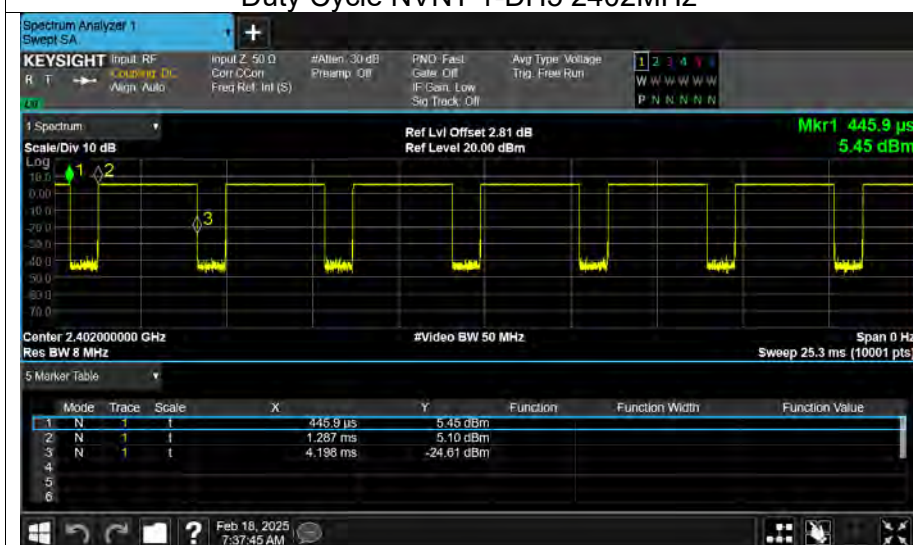 Duty Cycle NVNT 1-DH5 2402MHz
Spectrum Analyzer 1
Swept SA
+
KEYSIGHT Input: RF Input Z: 50 Ω #Atten: 30 dB PNO: Fast Avg Type: Voltage 1 2 3 4 5 6
R T Coupling: DC Corr CCorr Preamp: Off Gate: Off Trig: Free Run W W W W W W
Align: Auto Freq Ref: Int (S) IF Gain: Low
Sig Track: Off P N N N N N
1 Spectrum
Ref Lvl Offset 2.81 dB Mkr1 445.9 µs
Scale/Div 10 dB Ref Level 20.00 dBm 5.45 dBm
Log
10.0 1 2
0.00
-10.0
-20.0 3
-30.0
-40.0
-50.0
-60.0
-70.0
Center 2.402000000 GHz #Video BW 50 MHz Span 0 Hz
Res BW 8 MHz Sweep 25.3 ms (10001 pts)
5 Marker Table
Mode Trace Scale X Y Function Function Width Function Value
1 N 1 t 445.9 µs 5.45 dBm
2 N 1 t 1.287 ms 5.10 dBm
3 N 1 t 4.198 ms -24.61 dBm
4
5
6
? Feb 18, 2025
7:37:45 AM